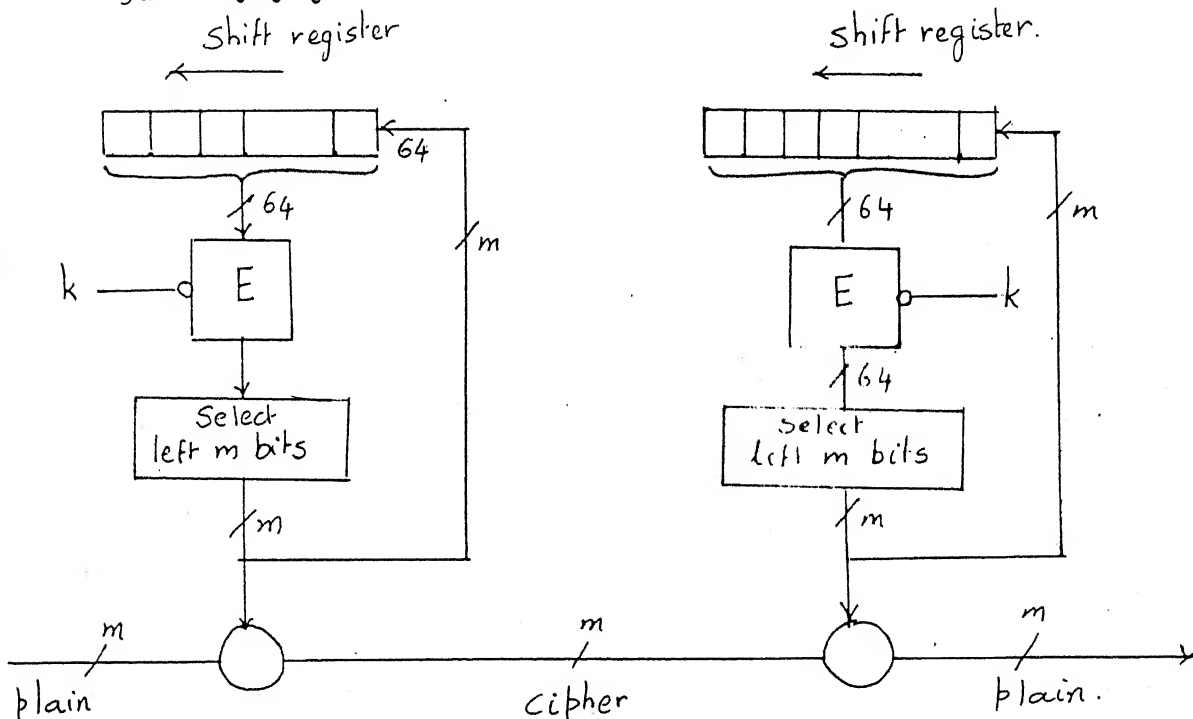 Shift register
shift register.
64
64
64
m
m
k
E
E
k
64
Select
left m bits
Select
left m bits
m
m
m
m
m
plain
cipher
plain.